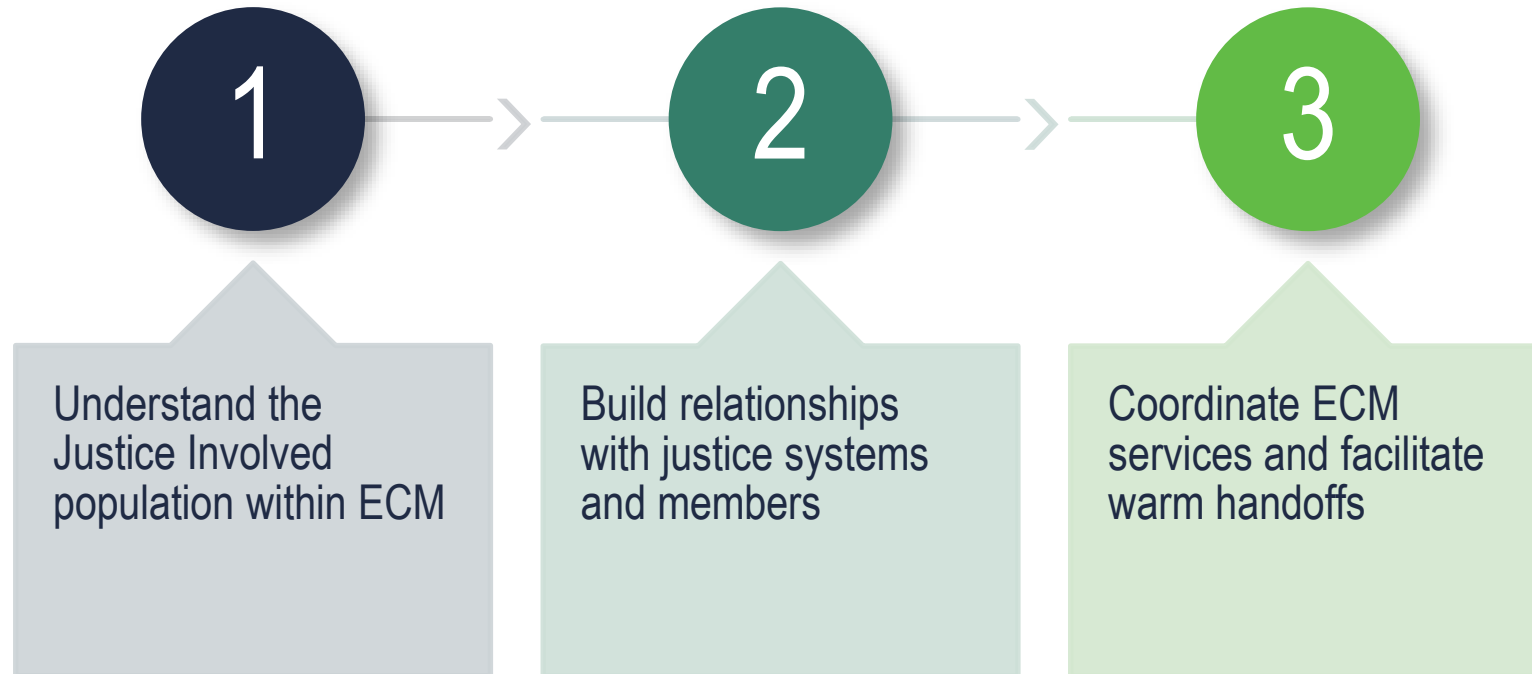 1
2
3
Understand the
Justice Involved
population within ECM
Build relationships
with justice systems
and members
Coordinate ECM
services and facilitate
warm handoffs